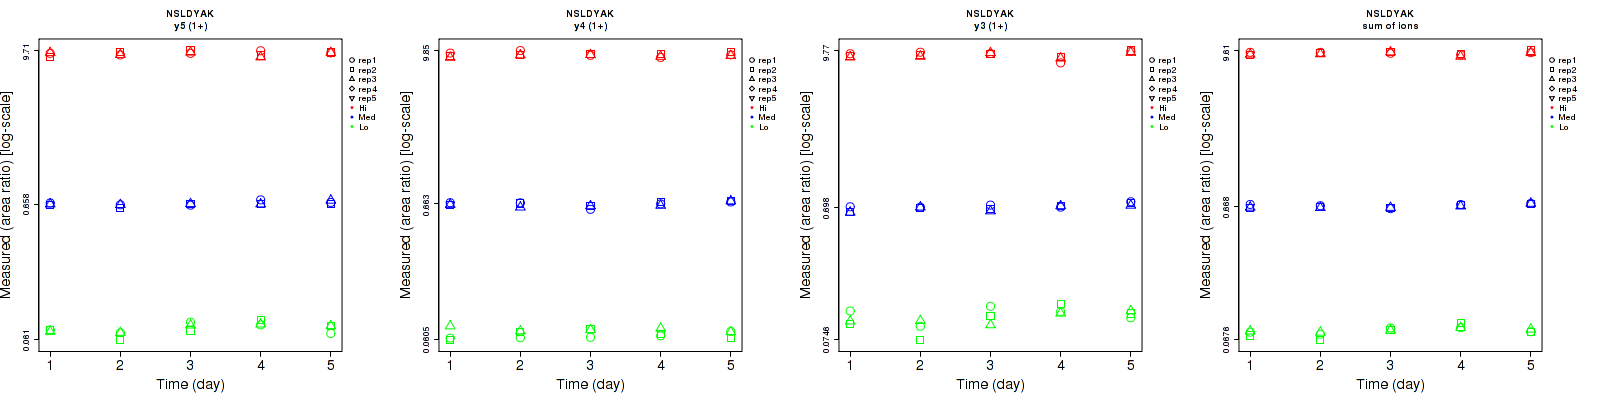 NSLDYAK
y5 (1+)
Measured (area ratio) [log-scale]
9.71
0.858
0.061
1 2 3 4 5
Time (day)
rep1
rep2
rep3
rep4
rep5
Hi
Med
Lo
NSLDYAK
y4 (1+)
Measured (area ratio) [log-scale]
9.85
0.863
0.0605
1 2 3 4 5
Time (day)
rep1
rep2
rep3
rep4
rep5
Hi
Med
Lo
NSLDYAK
y3 (1+)
Measured (area ratio) [log-scale]
9.77
0.898
0.0746
1 2 3 4 5
Time (day)
rep1
rep2
rep3
rep4
rep5
Hi
Med
Lo
NSLDYAK
sum of ions
Measured (area ratio) [log-scale]
9.61
0.868
0.0676
1 2 3 4 5
Time (day)
rep1
rep2
rep3
rep4
rep5
Hi
Med
Lo